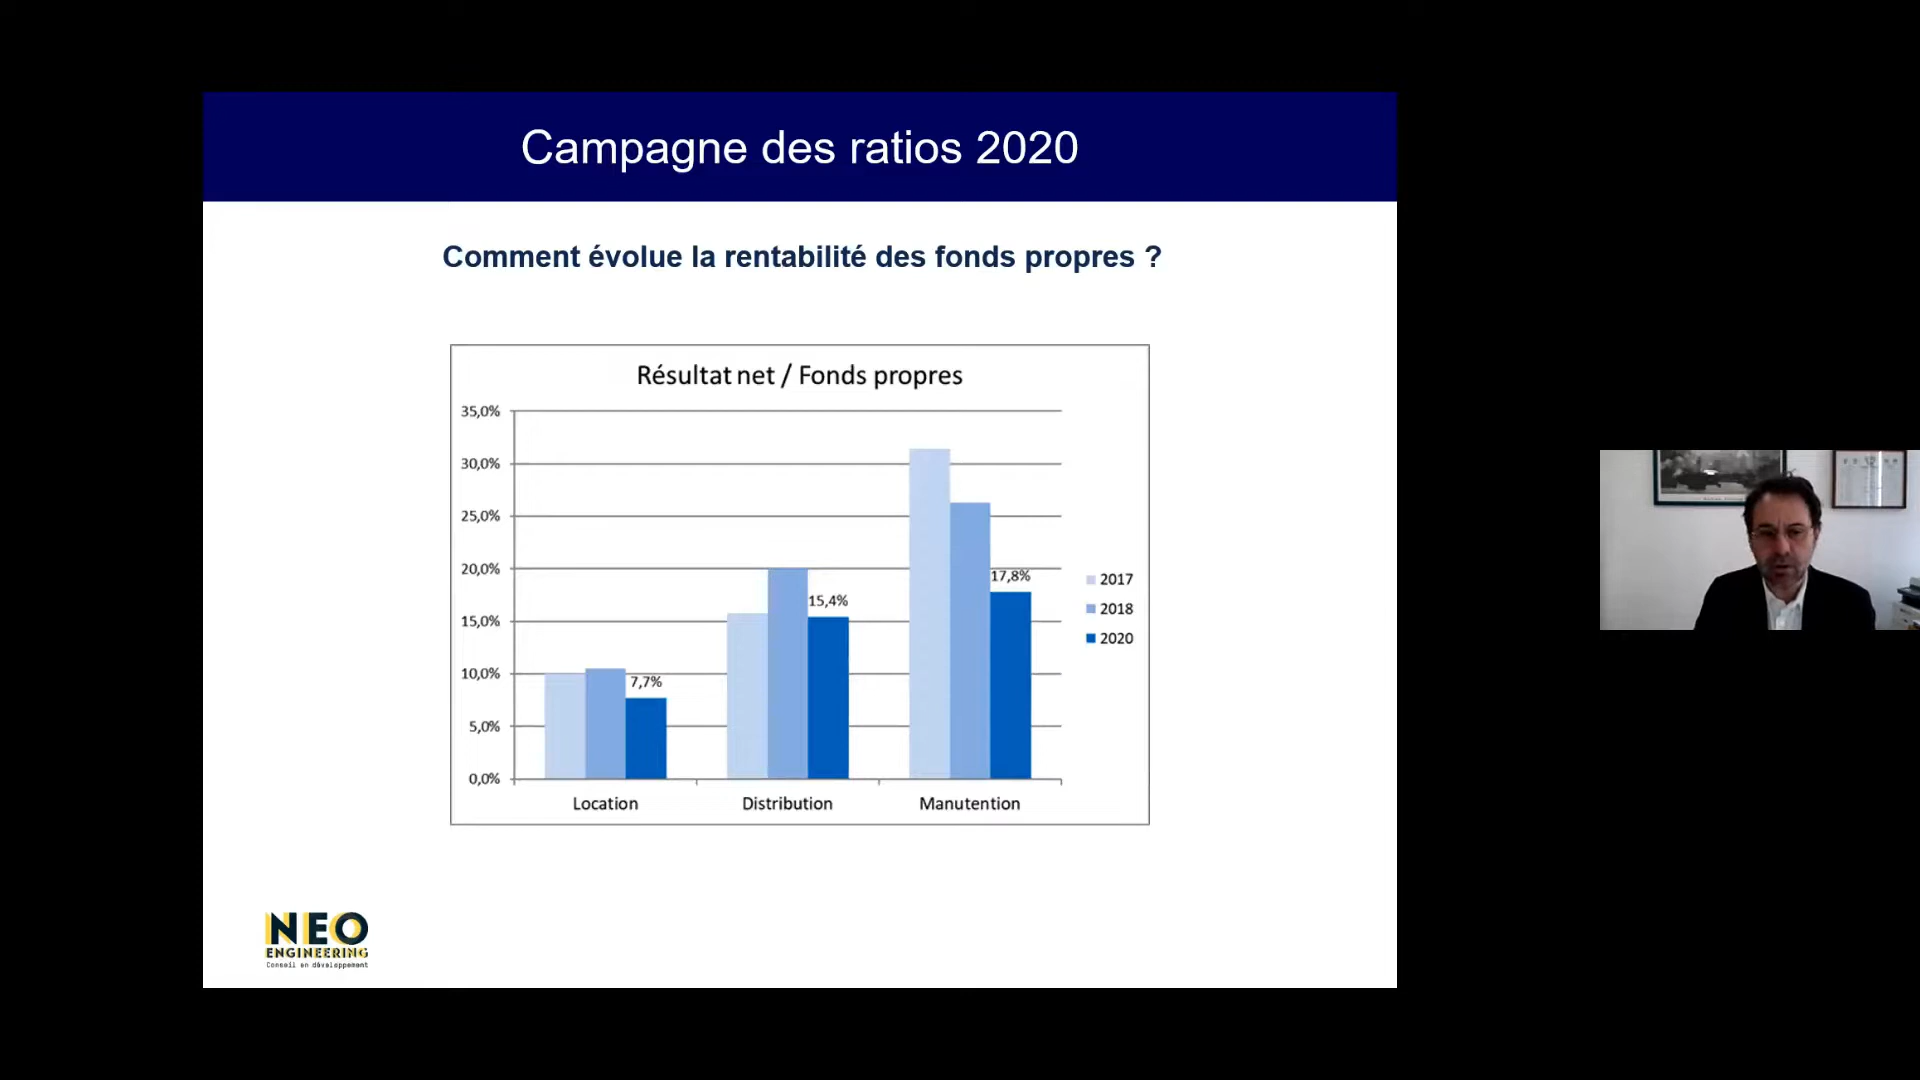 Campagne des ratios 2020
Comment évolue la rentabilité des fonds propres ?
Résultat net / Fonds propres
35,0%
30,0%
25,0%
20,0%
15,0%
10,0%
5,0%
0,0%
7,7%
15,4%
17,8%
Location
Distribution
Manutention
2017
2018
2020
NEO
ENGINEERING
Conseil en développement